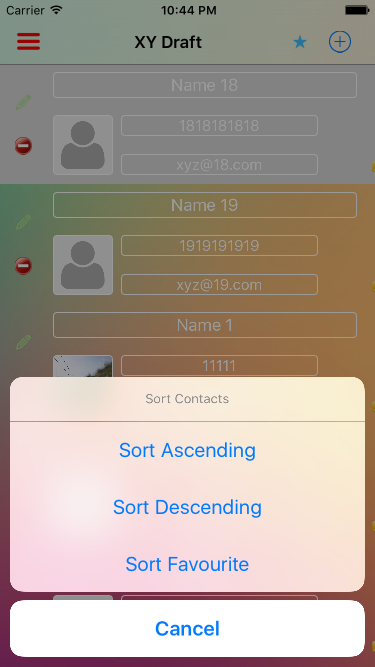 Carrier 10:44 PM
XY Draft
Name 18
1818181818
xyz@18.com
Name 19
1919191919
xyz@19.com
Name 1
11111
Sort Contacts
Sort Ascending
Sort Descending
Sort Favourite
Cancel